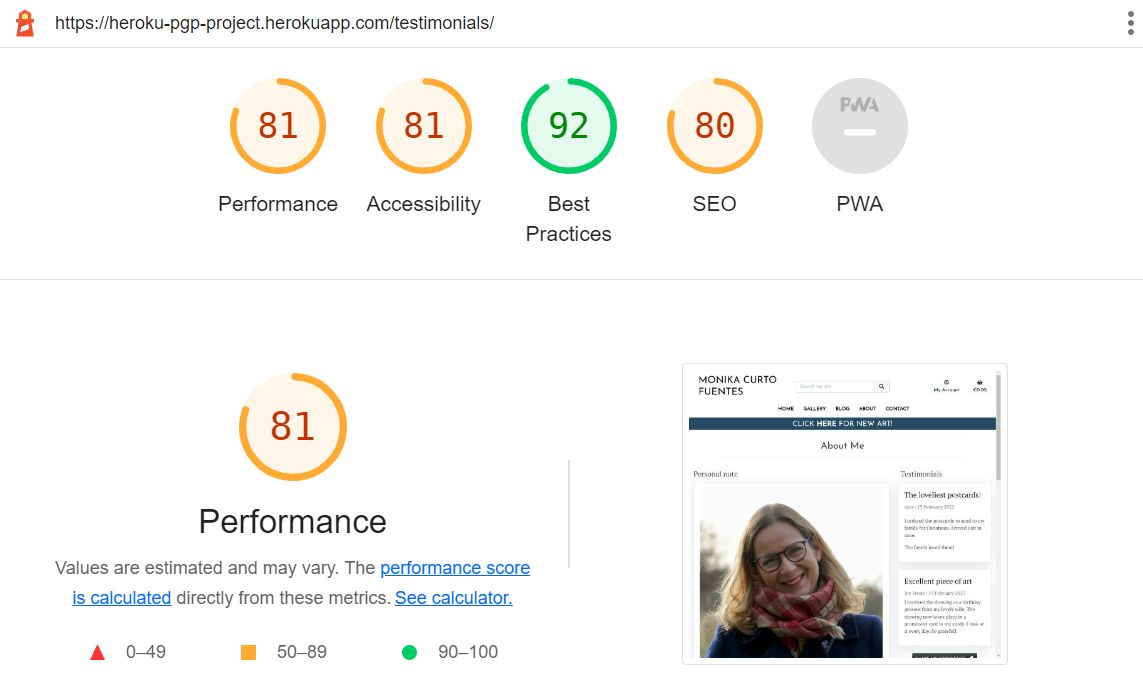 https://heroku-pgp-project.herokuapp.com/testimonials/
81 81 92 80 PWA
Performance Accessibility Best Practices SEO PWA
81
Performance
Values are estimated and may vary. The performance score
is calculated directly from these metrics. See calculator.
0–49 50–89 90–100
MONIKA CURTO
FUENTES
My Account
HOME GALLERY BLOG ABOUT CONTACT
CLICK HERE FOR NEW ART!
About Me
Personal note
Testimonials
The loveliest postcards!
user | 19 February 2022
I ordered the postcards to send to my
family for Christmas. Arrived just in
time.
The family loved them!
Excellent piece of art
19 February 2022
I received the drawing as a birthday
present from my lovely wife. The
drawing now takes place in a
prominent spot in my study. I look at
it every day. So grateful!